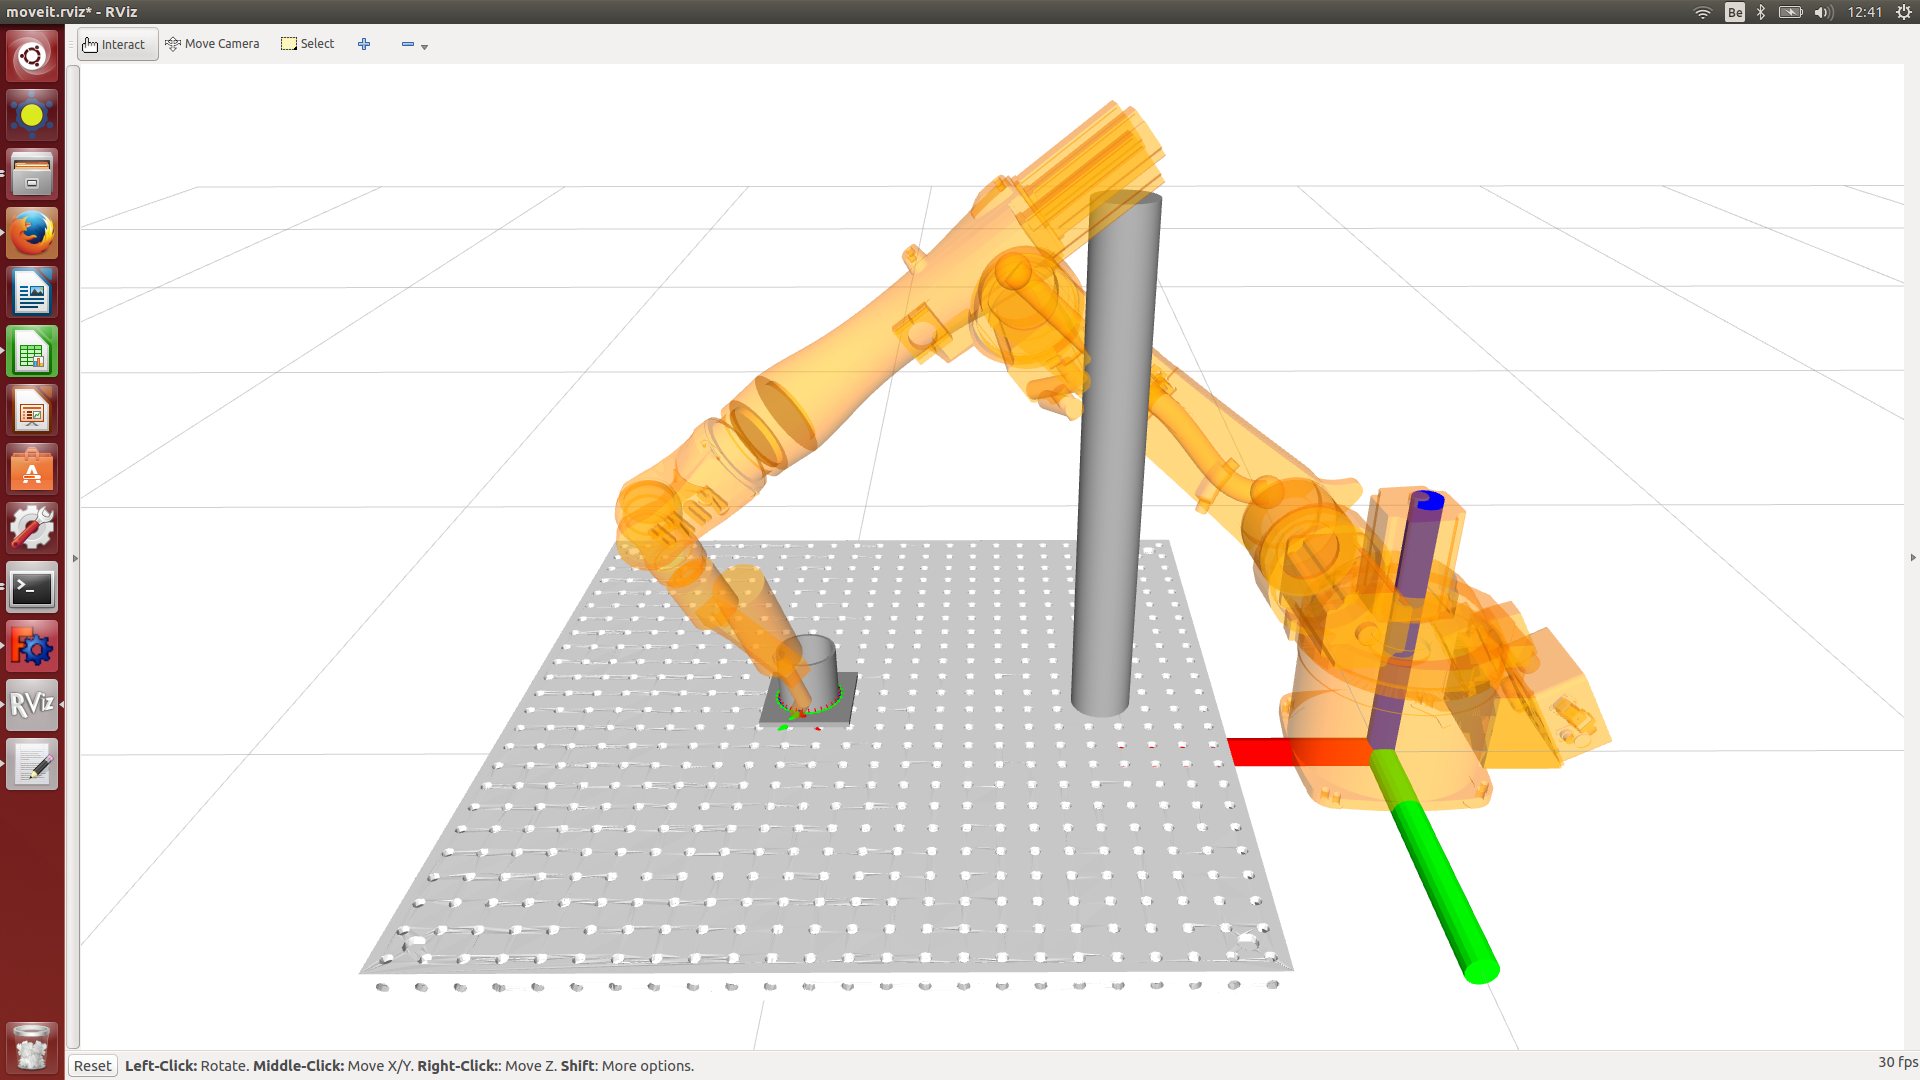 moveit.rviz* - RViz
Be
12:41
Interact
Move Camera
Select
RViz
Reset
Left-Click: Rotate. Middle-Click: Move X/Y. Right-Click:: Move Z. Shift: More options.
30 fps